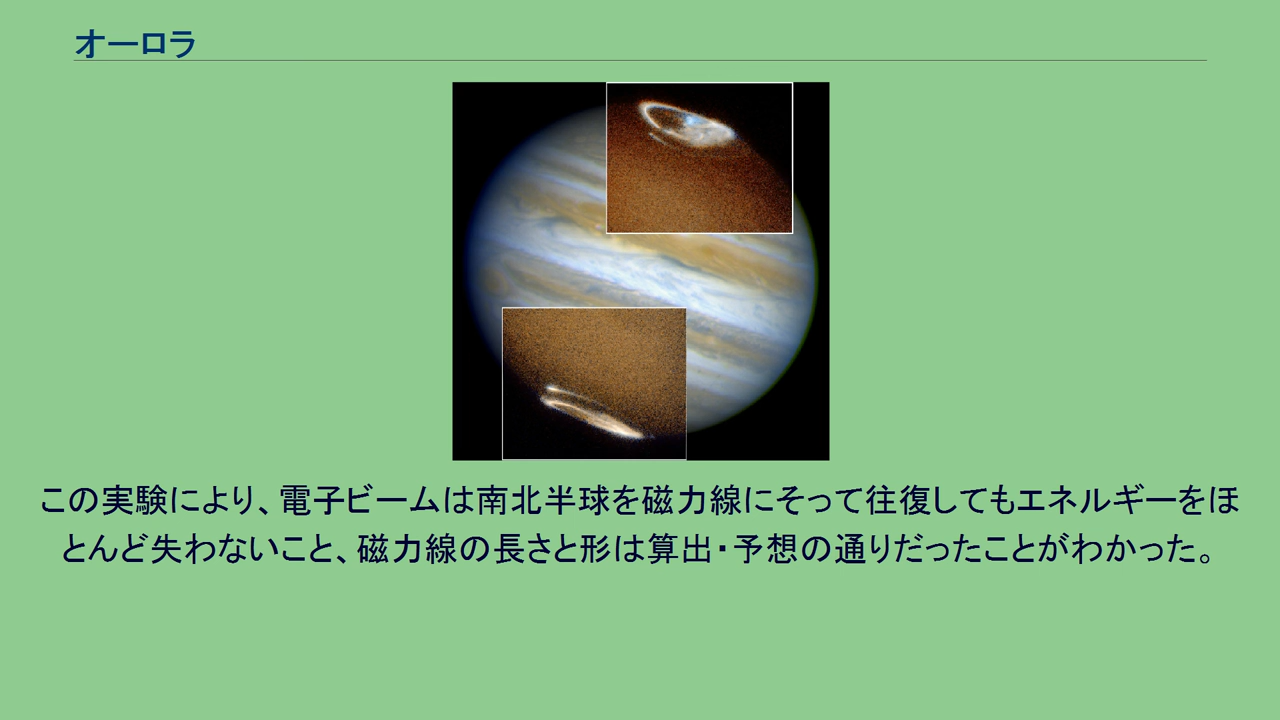 オーロラ
この実験により、電子ビームは南北半球を磁力線にそって往復してもエネルギーをほ
とんど失わないこと、磁力線の長さと形は算出・予想の通りだったことがわかった。